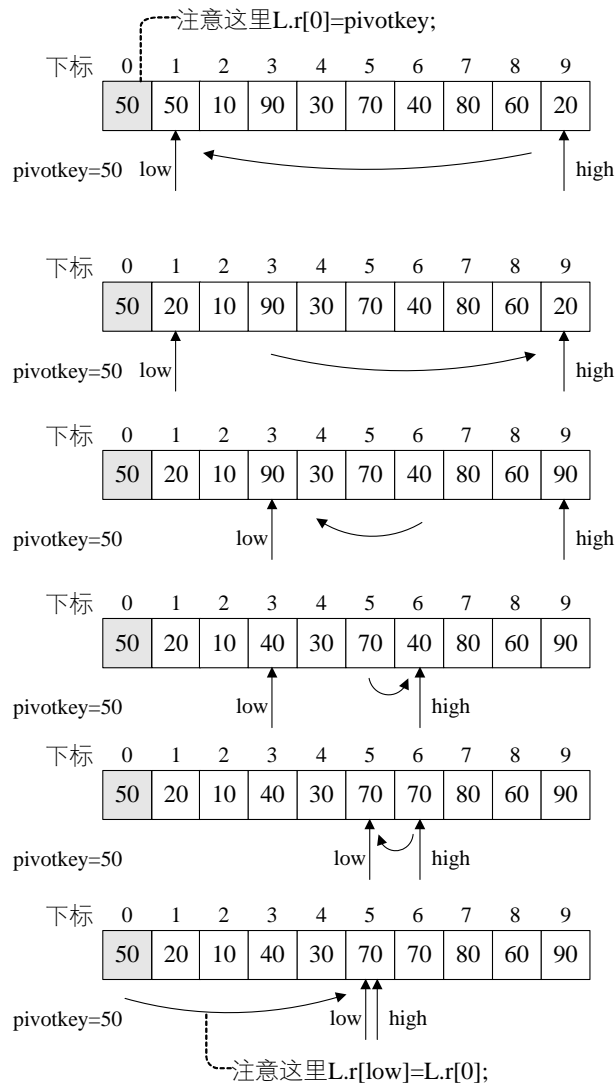 注意这里L.r[0]=pivotkey;
下标 0 1 2 3 4 5 6 7 8 9
50 50 10 90 30 70 40 80 60 20
pivotkey=50 low high
下标 0 1 2 3 4 5 6 7 8 9
50 20 10 90 30 70 40 80 60 20
pivotkey=50 low high
下标 0 1 2 3 4 5 6 7 8 9
50 20 10 90 30 70 40 80 60 90
pivotkey=50 low high
下标 0 1 2 3 4 5 6 7 8 9
50 20 10 40 30 70 40 80 60 90
pivotkey=50 low high
下标 0 1 2 3 4 5 6 7 8 9
50 20 10 40 30 70 70 80 60 90
pivotkey=50 low high
下标 0 1 2 3 4 5 6 7 8 9
50 20 10 40 30 70 70 80 60 90
pivotkey=50 low high
注意这里L.r[low]=L.r[0];